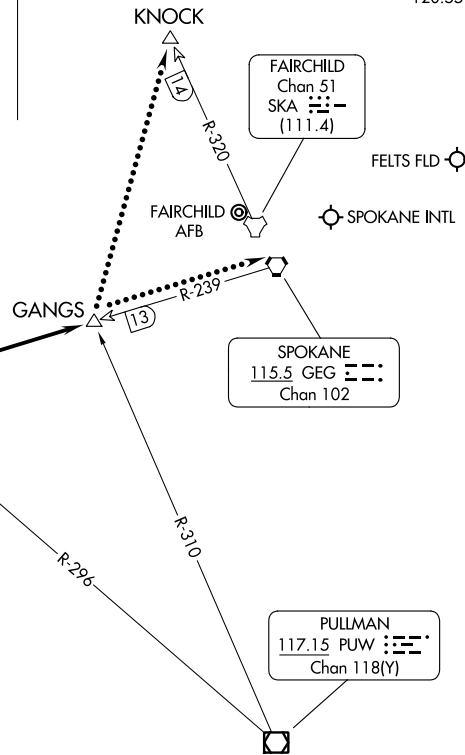 KNOCK
14
R-320
FAIRCHILD
Chan 51
SKA
(111.4)
FELTS FLD
FAIRCHILD
AFB
SPOKANE INTL
GANGS
R-239
13
SPOKANE
115.5 GEG
Chan 102
R-310
R-296
PULLMAN
117.15 PUW
Chan 118(Y)